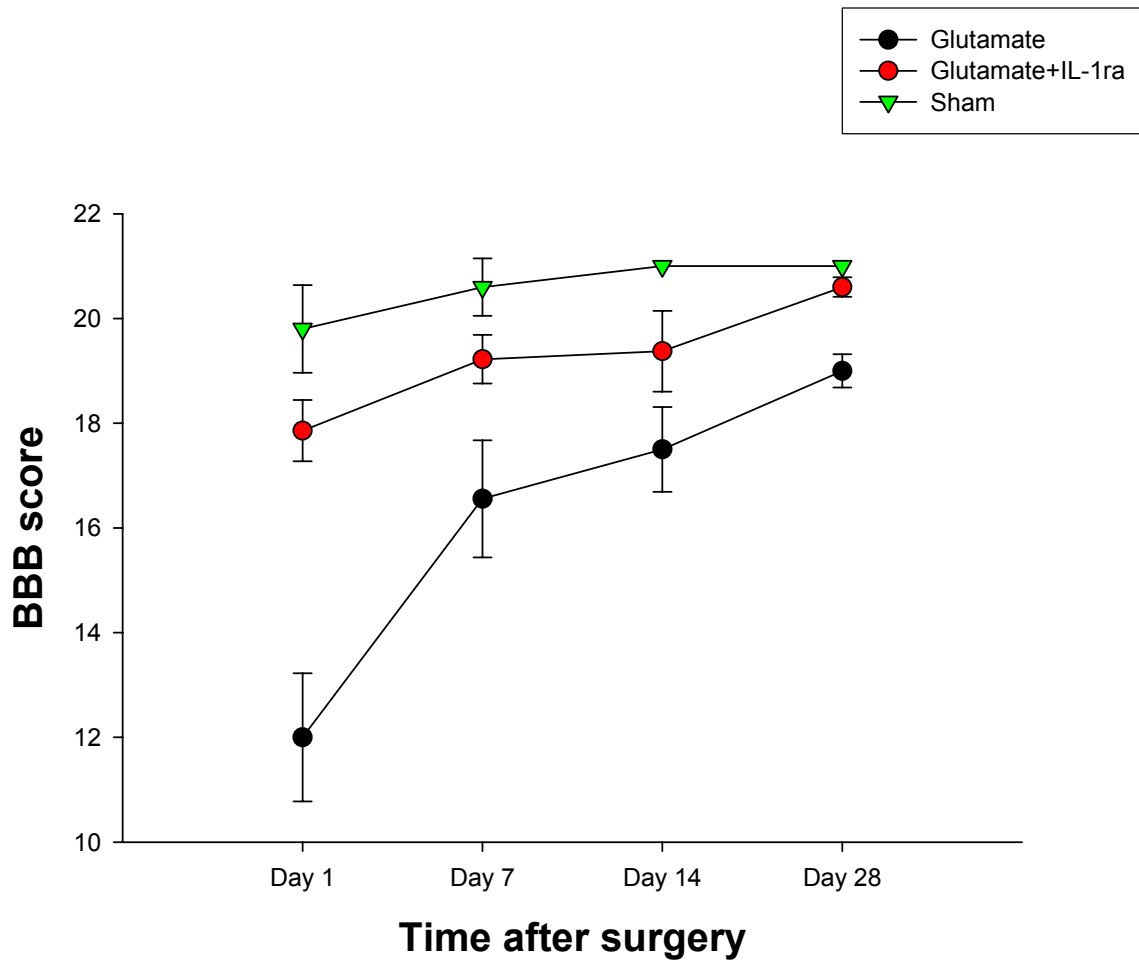 Glutamate
Glutamate+IL-1ra
Sham
22
20
18
16
14
12
10
BBB score
Day 1 Day 7 Day 14 Day 28
Time after surgery